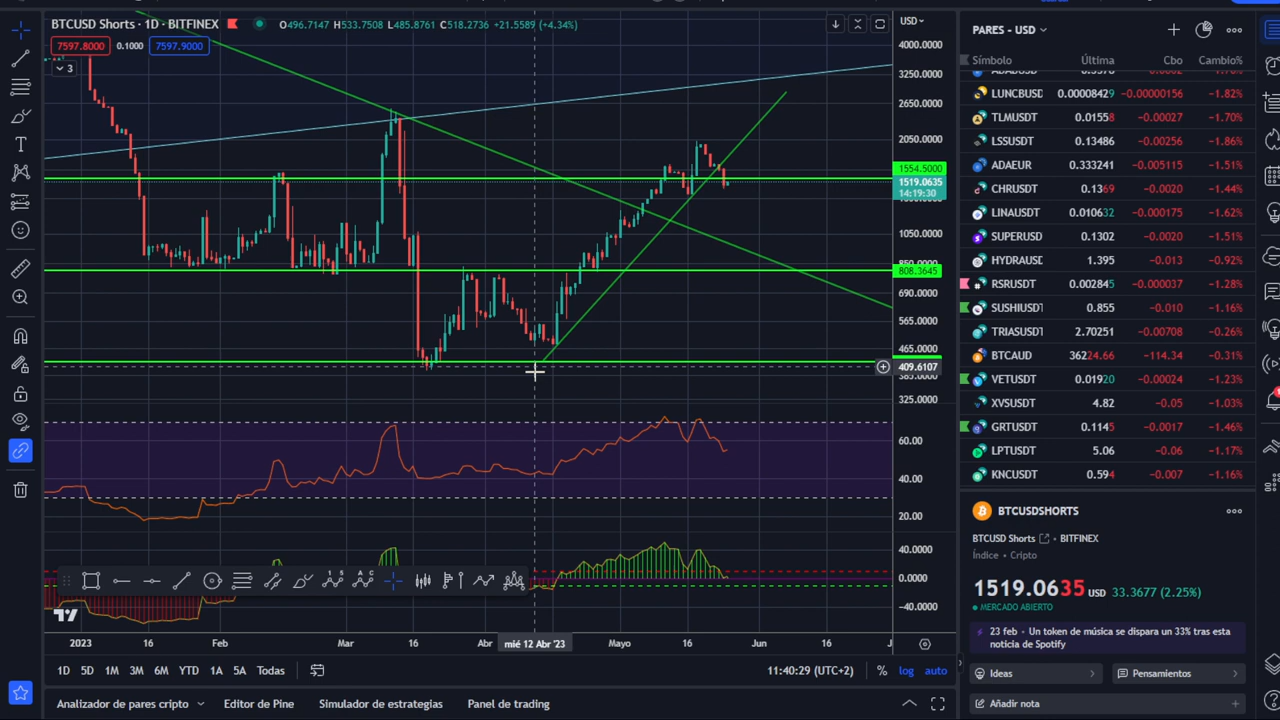 BTCUSD Shorts · 1D · BITFINEX O496.7147 H533.7508 L485.8761 C518.2736 +21.5589 (+4.34%)
7597.8000 0.1000 7597.9000
3
USD
4000.0000
3250.0000
2650.0000
2050.0000
1554.5000
1519.0635
14:19:30
1050.0000
808.3645
690.0000
565.0000
465.0000
409.6107
325.0000
60.00
40.00
20.00
40.0000
0.0000
−40.0000
2023 16 Feb Mar 16 Abr mié 12 Abr '23 Mayo 16 Jun 16
1D 5D 1M 3M 6M YTD 1A 5A Todas 11:40:29 (UTC+2) % log auto
Analizador de pares cripto Editor de Pine Simulador de estrategias Panel de trading
PARES - USD
Símbolo Última Cbo Cambio%
LUNCBUSD 0.00008429 −0.00000156 −1.82%
TLMUSDT 0.01558 −0.00027 −1.70%
LSSUSDT 0.13486 −0.00256 −1.86%
ADAEUR 0.333241 −0.005115 −1.51%
CHRUSDT 0.1369 −0.0020 −1.44%
LINAUSDT 0.010632 −0.000175 −1.62%
SUPERUSD 0.1302 −0.0020 −1.51%
HYDRAUSD 1.395 −0.013 −0.92%
RSRUSDT 0.002845 −0.000037 −1.28%
SUSHIUSDT 0.855 −0.010 −1.16%
TRIASUSDT 2.70251 −0.00708 −0.26%
BTCAUD 36224.66 −114.34 −0.31%
VETUSDT 0.01920 −0.00024 −1.23%
XVSUSDT 4.82 −0.05 −1.03%
GRTUSDT 0.1145 −0.0017 −1.46%
LPTUSDT 5.06 −0.06 −1.17%
KNCUSDT 0.594 −0.007 −1.16%
BTCUSDSHORTS
BTCUSD Shorts BITFINEX
Índice • Cripto
1519.0635 USD 33.3677 (2.25%)
MERCADO ABIERTO
23 feb • Un token de música se dispara un 33% tras esta
noticia de Spotify
Ideas Pensamientos
Añadir nota